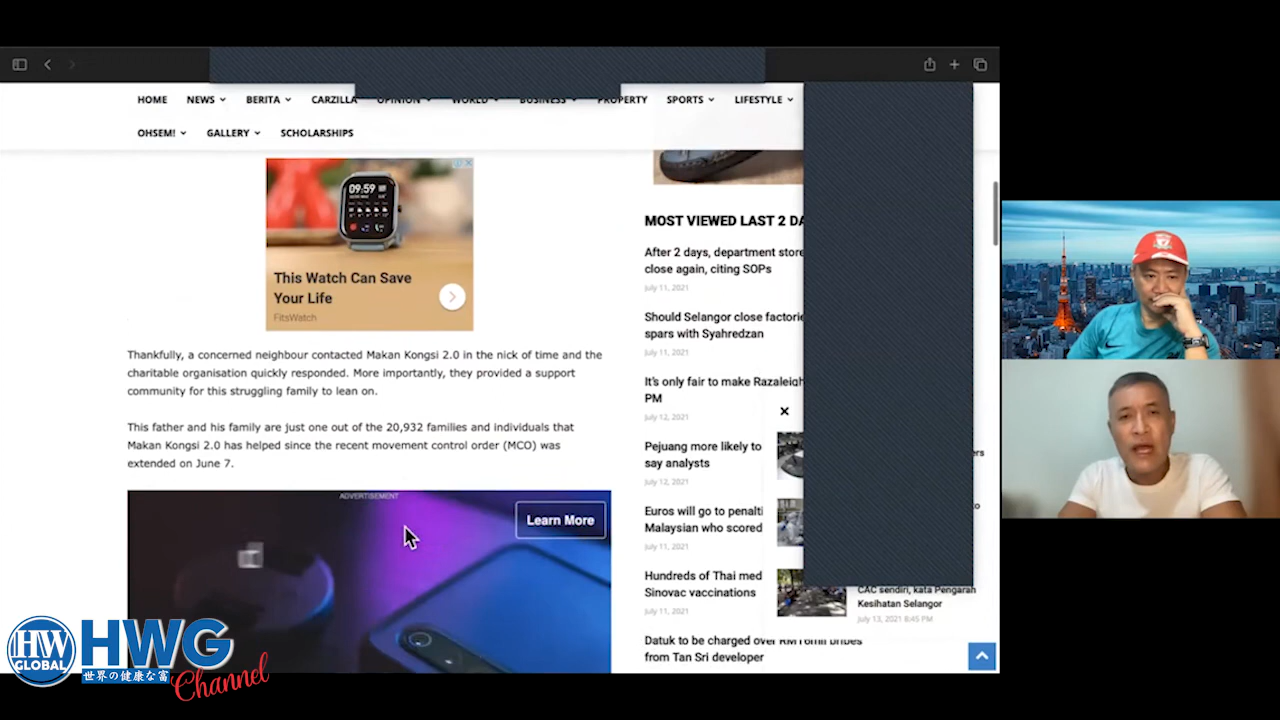 HOME NEWS BERITA CARZILLA OPINION WORLD BUSINESS PROPERTY SPORTS LIFESTYLE
OHSEM! GALLERY SCHOLARSHIPS
09:59
This Watch Can Save
Your Life
FitsWatch
Thankfully, a concerned neighbour contacted Makan Kongsi 2.0 in the nick of time and the
charitable organisation quickly responded. More importantly, they provided a support
community for this struggling family to lean on.
This father and his family are just one out of the 20,932 families and individuals that
Makan Kongsi 2.0 has helped since the recent movement control order (MCO) was
extended on June 7.
ADVERTISEMENT
Learn More
MOST VIEWED LAST 2 DA
After 2 days, department store
close again, citing SOPs
July 11, 2021
Should Selangor close factorie
spars with Syahredzan
July 11, 2021
It's only fair to make Razaleigh
PM
July 12, 2021
Pejuang more likely to
say analysts
July 12, 2021
Euros will go to penalti
Malaysian who scored
July 11, 2021
Hundreds of Thai med
Sinovac vaccinations
July 11, 2021
Datuk to be charged over
from Tan Sri developer
ers
to
CAC sendiri, kata Pengarah
Kesihatan Selangor
July 13, 2021 8:45 PM
HW
GLOBAL
HWG
世界の健康な富
Channel